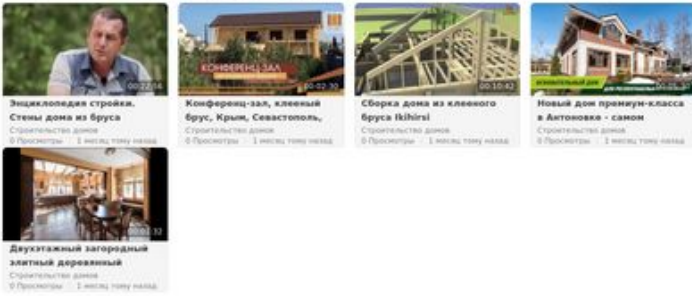 00:22:56
Энциклопедия стройки.
Стены дома из бруса
Строительство домов
0 Просмотры 1 месяц тому назад
КОНФЕРЕНЦ-ЗАЛ
00:02:30
Конференц-зал, клееный
брус, Крым, Севастополь,
Строительство домов
0 Просмотры 1 месяц тому назад
00:10:42
Сборка дома из клееного
бруса Ikihirsi
Строительство домов
0 Просмотры 1 месяц тому назад
Новый дом премиум-класса
в Антоновке - самом
Строительство домов
0 Просмотры 1 месяц тому назад
Двухэтажный загородный
элитный деревянный
Строительство домов
0 Просмотры 1 месяц тому назад